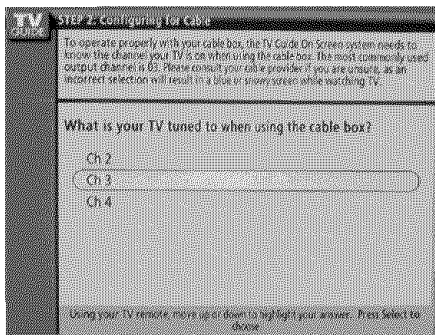 TV
GUIDE
STEP 2: Configuring for Cable
To operate properly with your cable box, the TV Guide On Screen system needs to
know the channel your TV is on when using the cable box. The most commonly used
output channel is 03. Please consult your cable provider if you are unsure, as an
incorrect selection will result in a blue or snowy screen while watching TV.
What is your TV tuned to when using the cable box?
Ch 2
Ch 3
Ch 4
Using your TV remote, move up or down to highlight your answer. Press Select to
choose